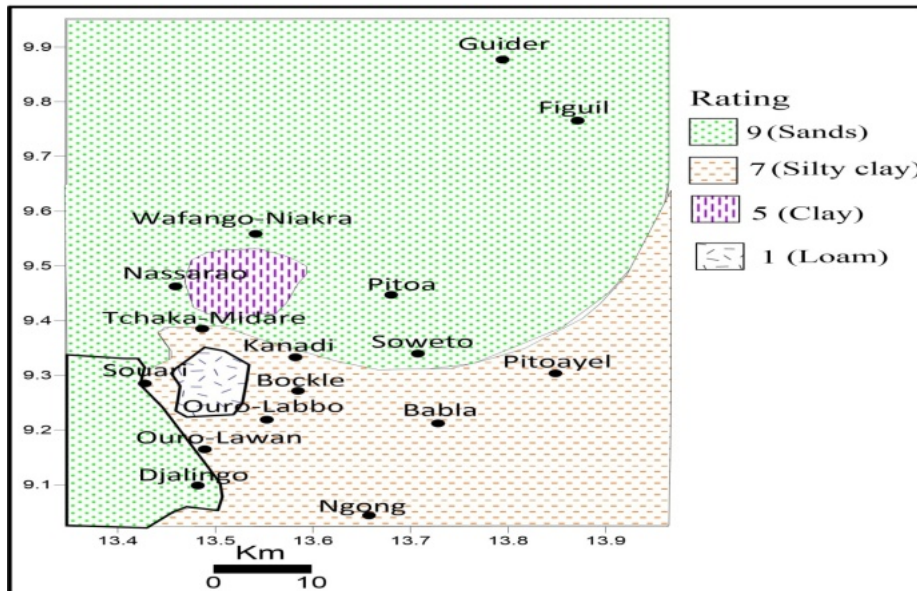 9.9
9.8
9.7
9.6
9.5
9.4
9.3
9.2
9.1
Guider
Figuil
Wafango-Niakra
Nassarao
Pitoa
Tchaka-Midare
Kanadi
Soweto
Souari
Bockle
Pitoayel
Ouro-Labbo
Babla
Ouro-Lawan
Djalingo
Ngong
13.4 13.5 13.6 13.7 13.8 13.9
Km
0 10
Rating
9 (Sands)
7 (Silty clay)
5 (Clay)
1 (Loam)